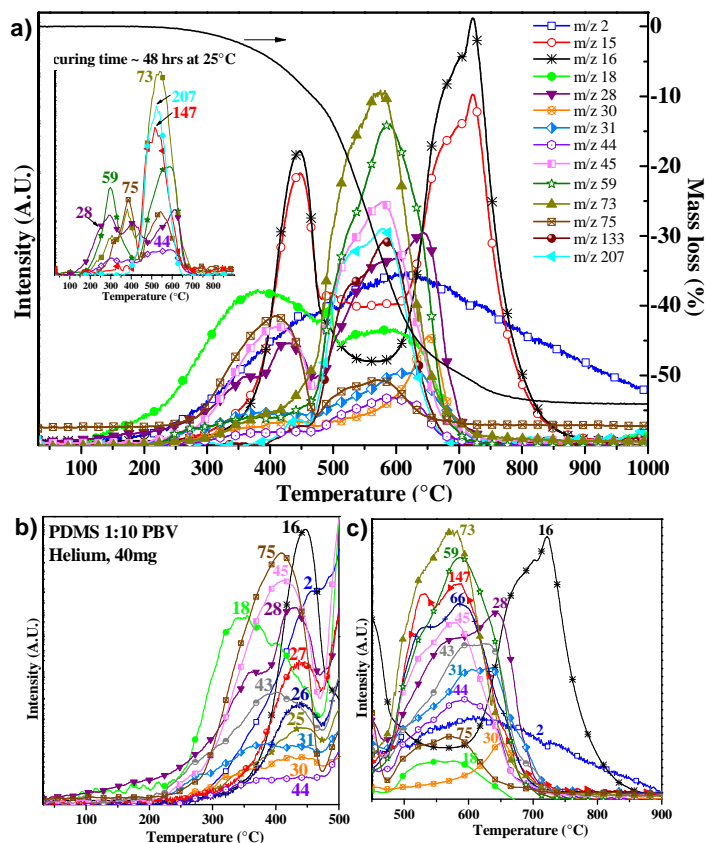 a)
curing time ~ 48 hrs at 25°C
73
207
147
59
75
28
44
100 200 300 400 500 600 700 800
Temperature (°C)
m/z 2
m/z 15
m/z 16
m/z 18
m/z 28
m/z 30
m/z 31
m/z 44
m/z 45
m/z 59
m/z 73
m/z 75
m/z 133
m/z 207
0
-10
-20
-30
-40
-50
Intensity (A.U.)
Mass loss (%)
100 200 300 400 500 600 700 800 900 1000
Temperature (°C)
b)
PDMS 1:10 PBV
Helium, 40mg
16
75
45
2
18
28
27
43
26
25
31
30
44
Intensity (A.U.)
100 200 300 400 500
Temperature (°C)
c)
73
16
59
147
66
28
45
43
31
44
2
75
30
18
Intensity (A.U.)
500 600 700 800 900
Temperature (°C)